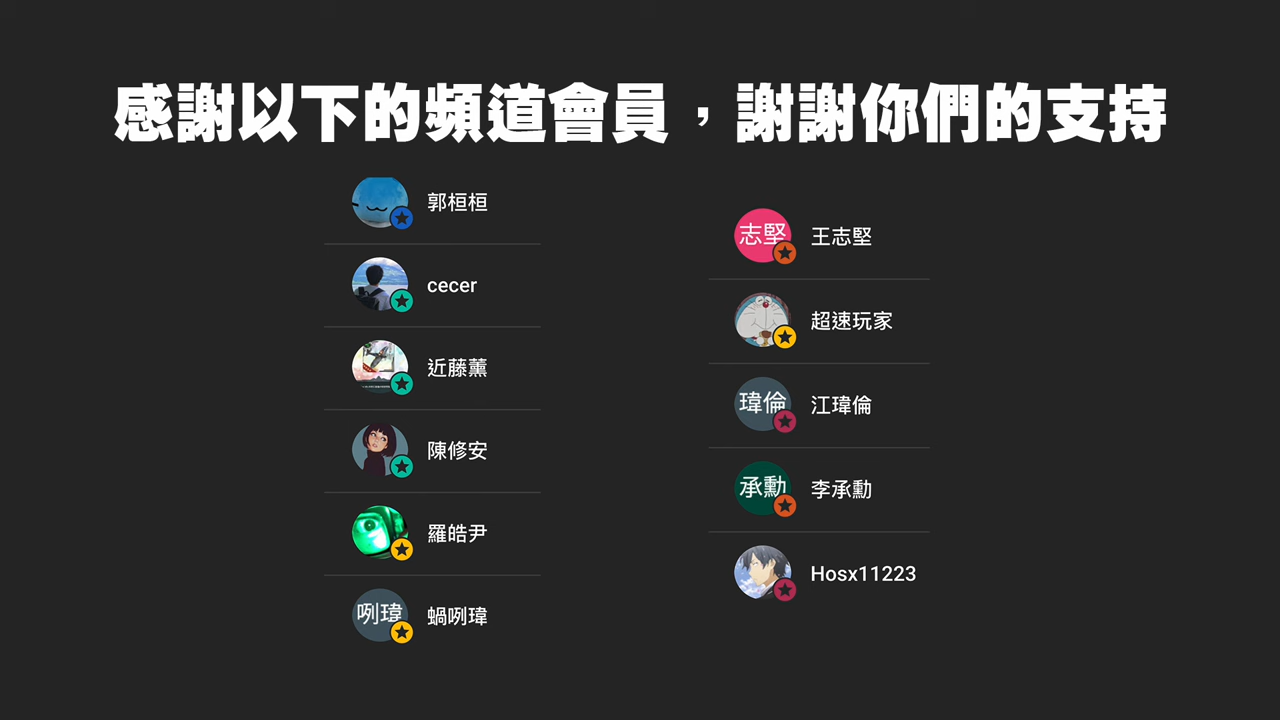 感謝以下的頻道會員，謝謝你們的支持
郭桓桓
cecer
近藤薰
陳修安
羅皓尹
咧瑋
蝸咧瑋
志堅
王志堅
超速玩家
瑋倫
江瑋倫
承勳
李承勳
Hosx11223